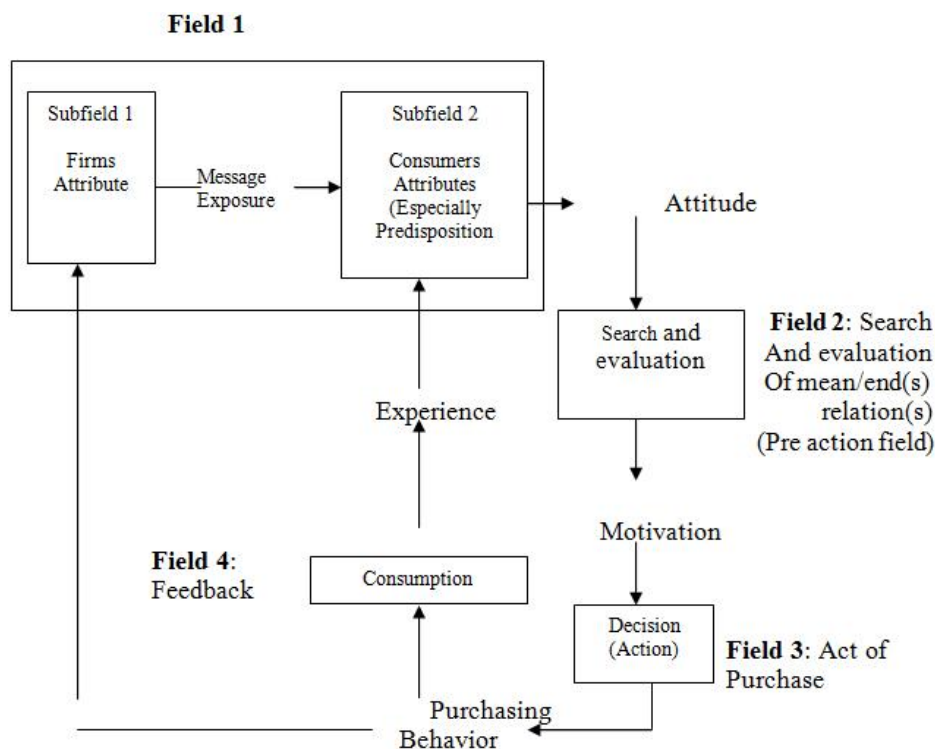 Field 1
Subfield 1
Firms
Attribute
Message
Exposure
Subfield 2
Consumers
Attributes
(Especially
Predisposition
Attitude
Search and
evaluation
Field 2: Search
And evaluation
Of mean/end(s)
relation(s)
(Pre action field)
Experience
Motivation
Field 4:
Feedback
Consumption
Decision
(Action)
Field 3: Act of
Purchase
Purchasing
Behavior